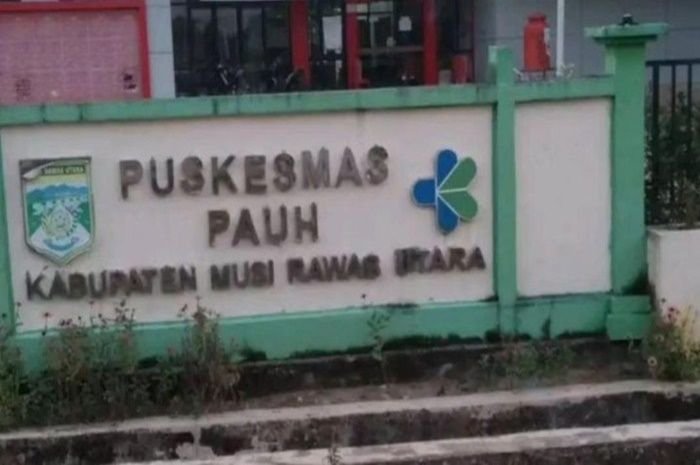 PUSKESMAS
PAUH
KABUPATEN MUSI RAWAS UTARA